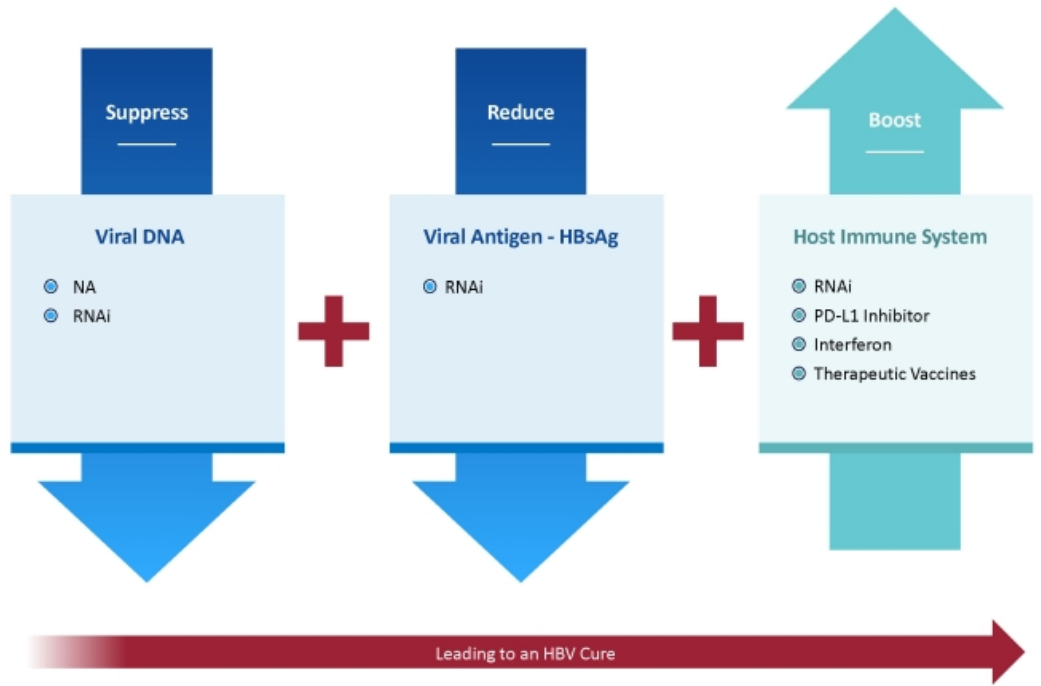 Suppress
Viral DNA
NA
RNAi
Reduce
Viral Antigen - HBsAg
RNAi
Boost
Host Immune System
RNAi
PD-L1 Inhibitor
Interferon
Therapeutic Vaccines
Leading to an HBV Cure